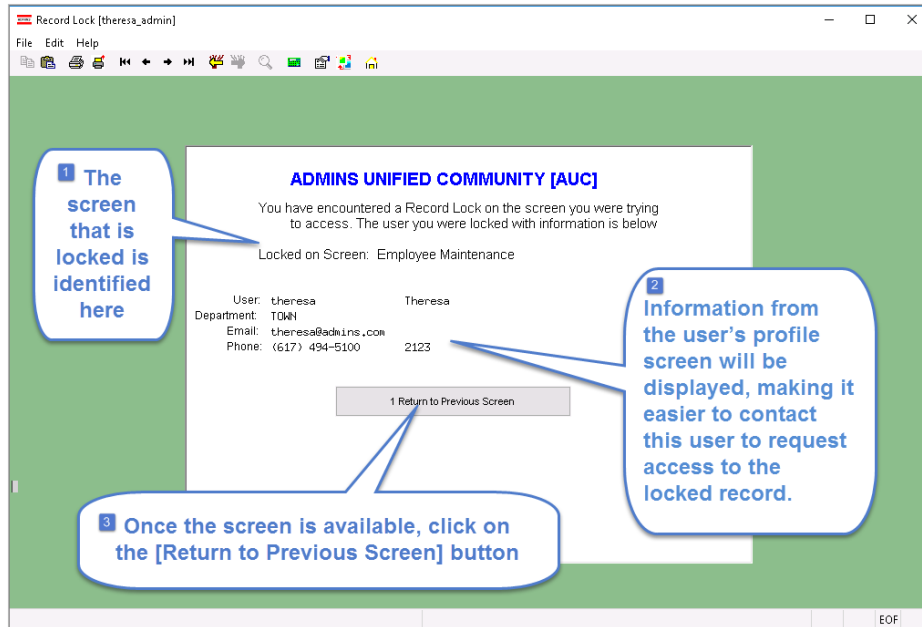 Record Lock [theresa_admin]
File Edit Help
ADMINS UNIFIED COMMUNITY [AUC]
You have encountered a Record Lock on the screen you were trying
to access. The user you were locked with information is below
Locked on Screen: Employee Maintenance
User: theresa Theresa
Department: TOWN
Email: theresa@admins.com
Phone: (617) 494-5100 2123
1 Return to Previous Screen
1 The
screen
that is
locked is
identified
here
2
Information from
the user's profile
screen will be
displayed, making it
easier to contact
this user to request
access to the
locked record.
3 Once the screen is available, click on
the [Return to Previous Screen] button
EOF